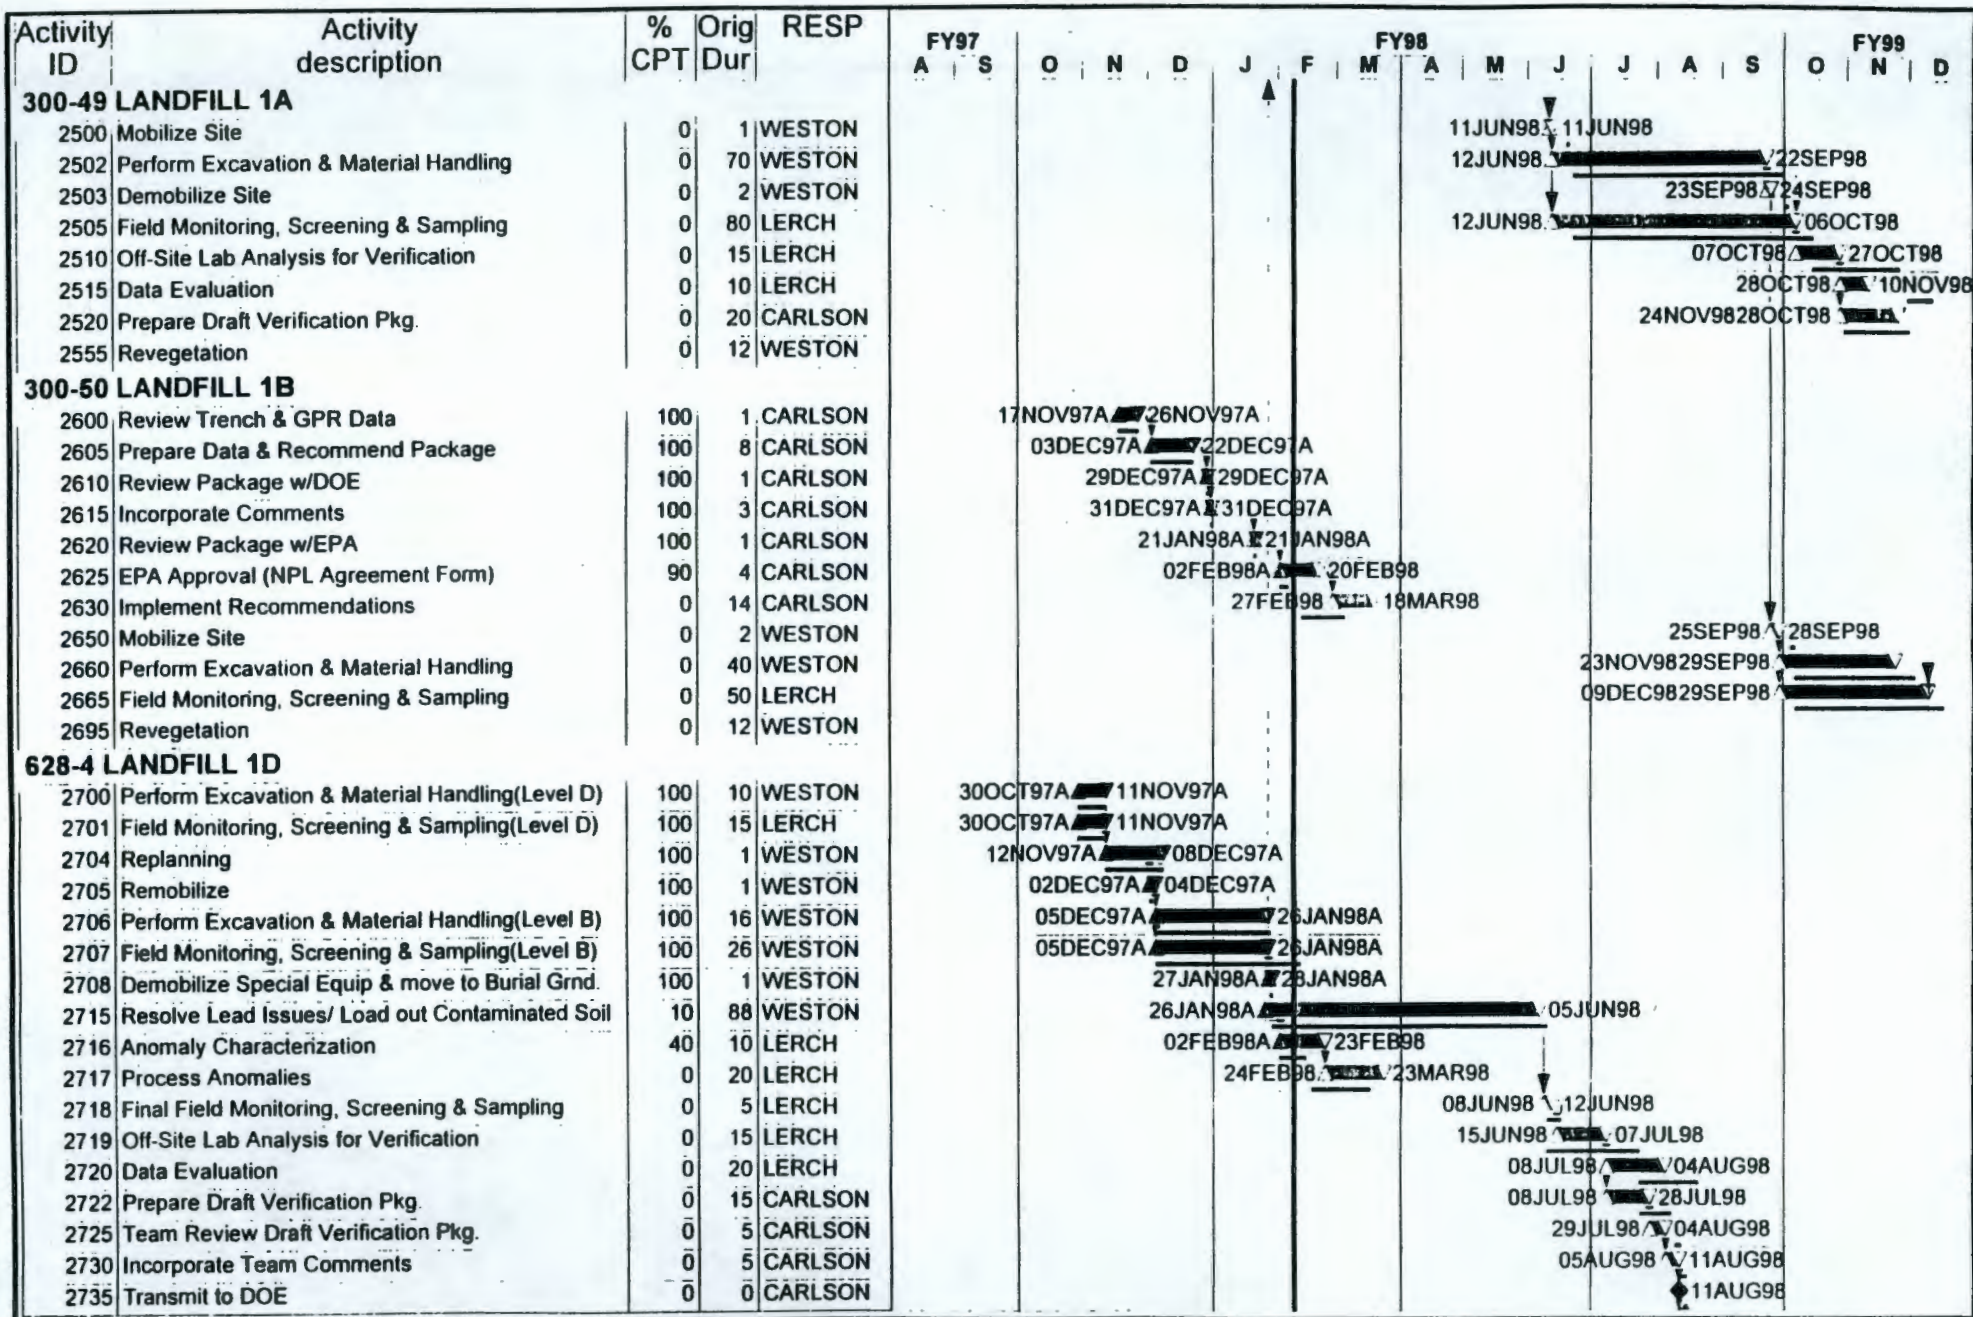 Activity ID Activity description % CPT Orig Dur RESP FY97 FY98 FY99
A S O N D J F M A M J J A S O N D
300-49 LANDFILL 1A
2500 Mobilize Site 0 1 WESTON 11JUN98 11JUN98
2502 Perform Excavation & Material Handling 0 70 WESTON 12JUN98 22SEP98
2503 Demobilize Site 0 2 WESTON 23SEP98 24SEP98
2505 Field Monitoring, Screening & Sampling 0 80 LERCH 12JUN98 06OCT98
2510 Off-Site Lab Analysis for Verification 0 15 LERCH 07OCT98 27OCT98
2515 Data Evaluation 0 10 LERCH 28OCT98 10NOV98
2520 Prepare Draft Verification Pkg. 0 20 CARLSON 24NOV98 28OCT98
2555 Revegetation 0 12 WESTON
300-50 LANDFILL 1B
2600 Review Trench & GPR Data 100 1 CARLSON 17NOV97A 26NOV97A
2605 Prepare Data & Recommend Package 100 8 CARLSON 03DEC97A 22DEC97A
2610 Review Package w/DOE 100 1 CARLSON 29DEC97A 29DEC97A
2615 Incorporate Comments 100 3 CARLSON 31DEC97A 31DEC97A
2620 Review Package w/EPA 100 1 CARLSON 21JAN98A 21JAN98A
2625 EPA Approval (NPL Agreement Form) 90 4 CARLSON 02FEB98A 20FEB98
2630 Implement Recommendations 0 14 CARLSON 27FEB98 18MAR98
2650 Mobilize Site 0 2 WESTON 25SEP98 28SEP98
2660 Perform Excavation & Material Handling 0 40 WESTON 23NOV98 29SEP98
2665 Field Monitoring, Screening & Sampling 0 50 LERCH 09DEC98 29SEP98
2695 Revegetation 0 12 WESTON
628-4 LANDFILL 1D
2700 Perform Excavation & Material Handling(Level D) 100 10 WESTON 30OCT97A 11NOV97A
2701 Field Monitoring, Screening & Sampling(Level D) 100 15 LERCH 30OCT97A 11NOV97A
2704 Replanning 100 1 WESTON 12NOV97A 08DEC97A
2705 Remobilize 100 1 WESTON 02DEC97A 04DEC97A
2706 Perform Excavation & Material Handling(Level B) 100 16 WESTON 05DEC97A 26JAN98A
2707 Field Monitoring, Screening & Sampling(Level B) 100 26 WESTON 05DEC97A 26JAN98A
2708 Demobilize Special Equip & move to Burial Grnd. 100 1 WESTON 27JAN98A 28JAN98A
2715 Resolve Lead Issues/ Load out Contaminated Soil 10 88 WESTON 26JAN98A 05JUN98
2716 Anomaly Characterization 40 10 LERCH 02FEB98A 23FEB98
2717 Process Anomalies 0 20 LERCH 24FEB98 23MAR98
2718 Final Field Monitoring, Screening & Sampling 0 5 LERCH 08JUN98 12JUN98
2719 Off-Site Lab Analysis for Verification 0 15 LERCH 15JUN98 07JUL98
2720 Data Evaluation 0 20 LERCH 08JUL98 04AUG98
2722 Prepare Draft Verification Pkg. 0 15 CARLSON 08JUL98 28JUL98
2725 Team Review Draft Verification Pkg. 0 5 CARLSON 29JUL98 04AUG98
2730 Incorporate Team Comments 0 5 CARLSON 05AUG98 11AUG98
2735 Transmit to DOE 0 0 CARLSON 11AUG98